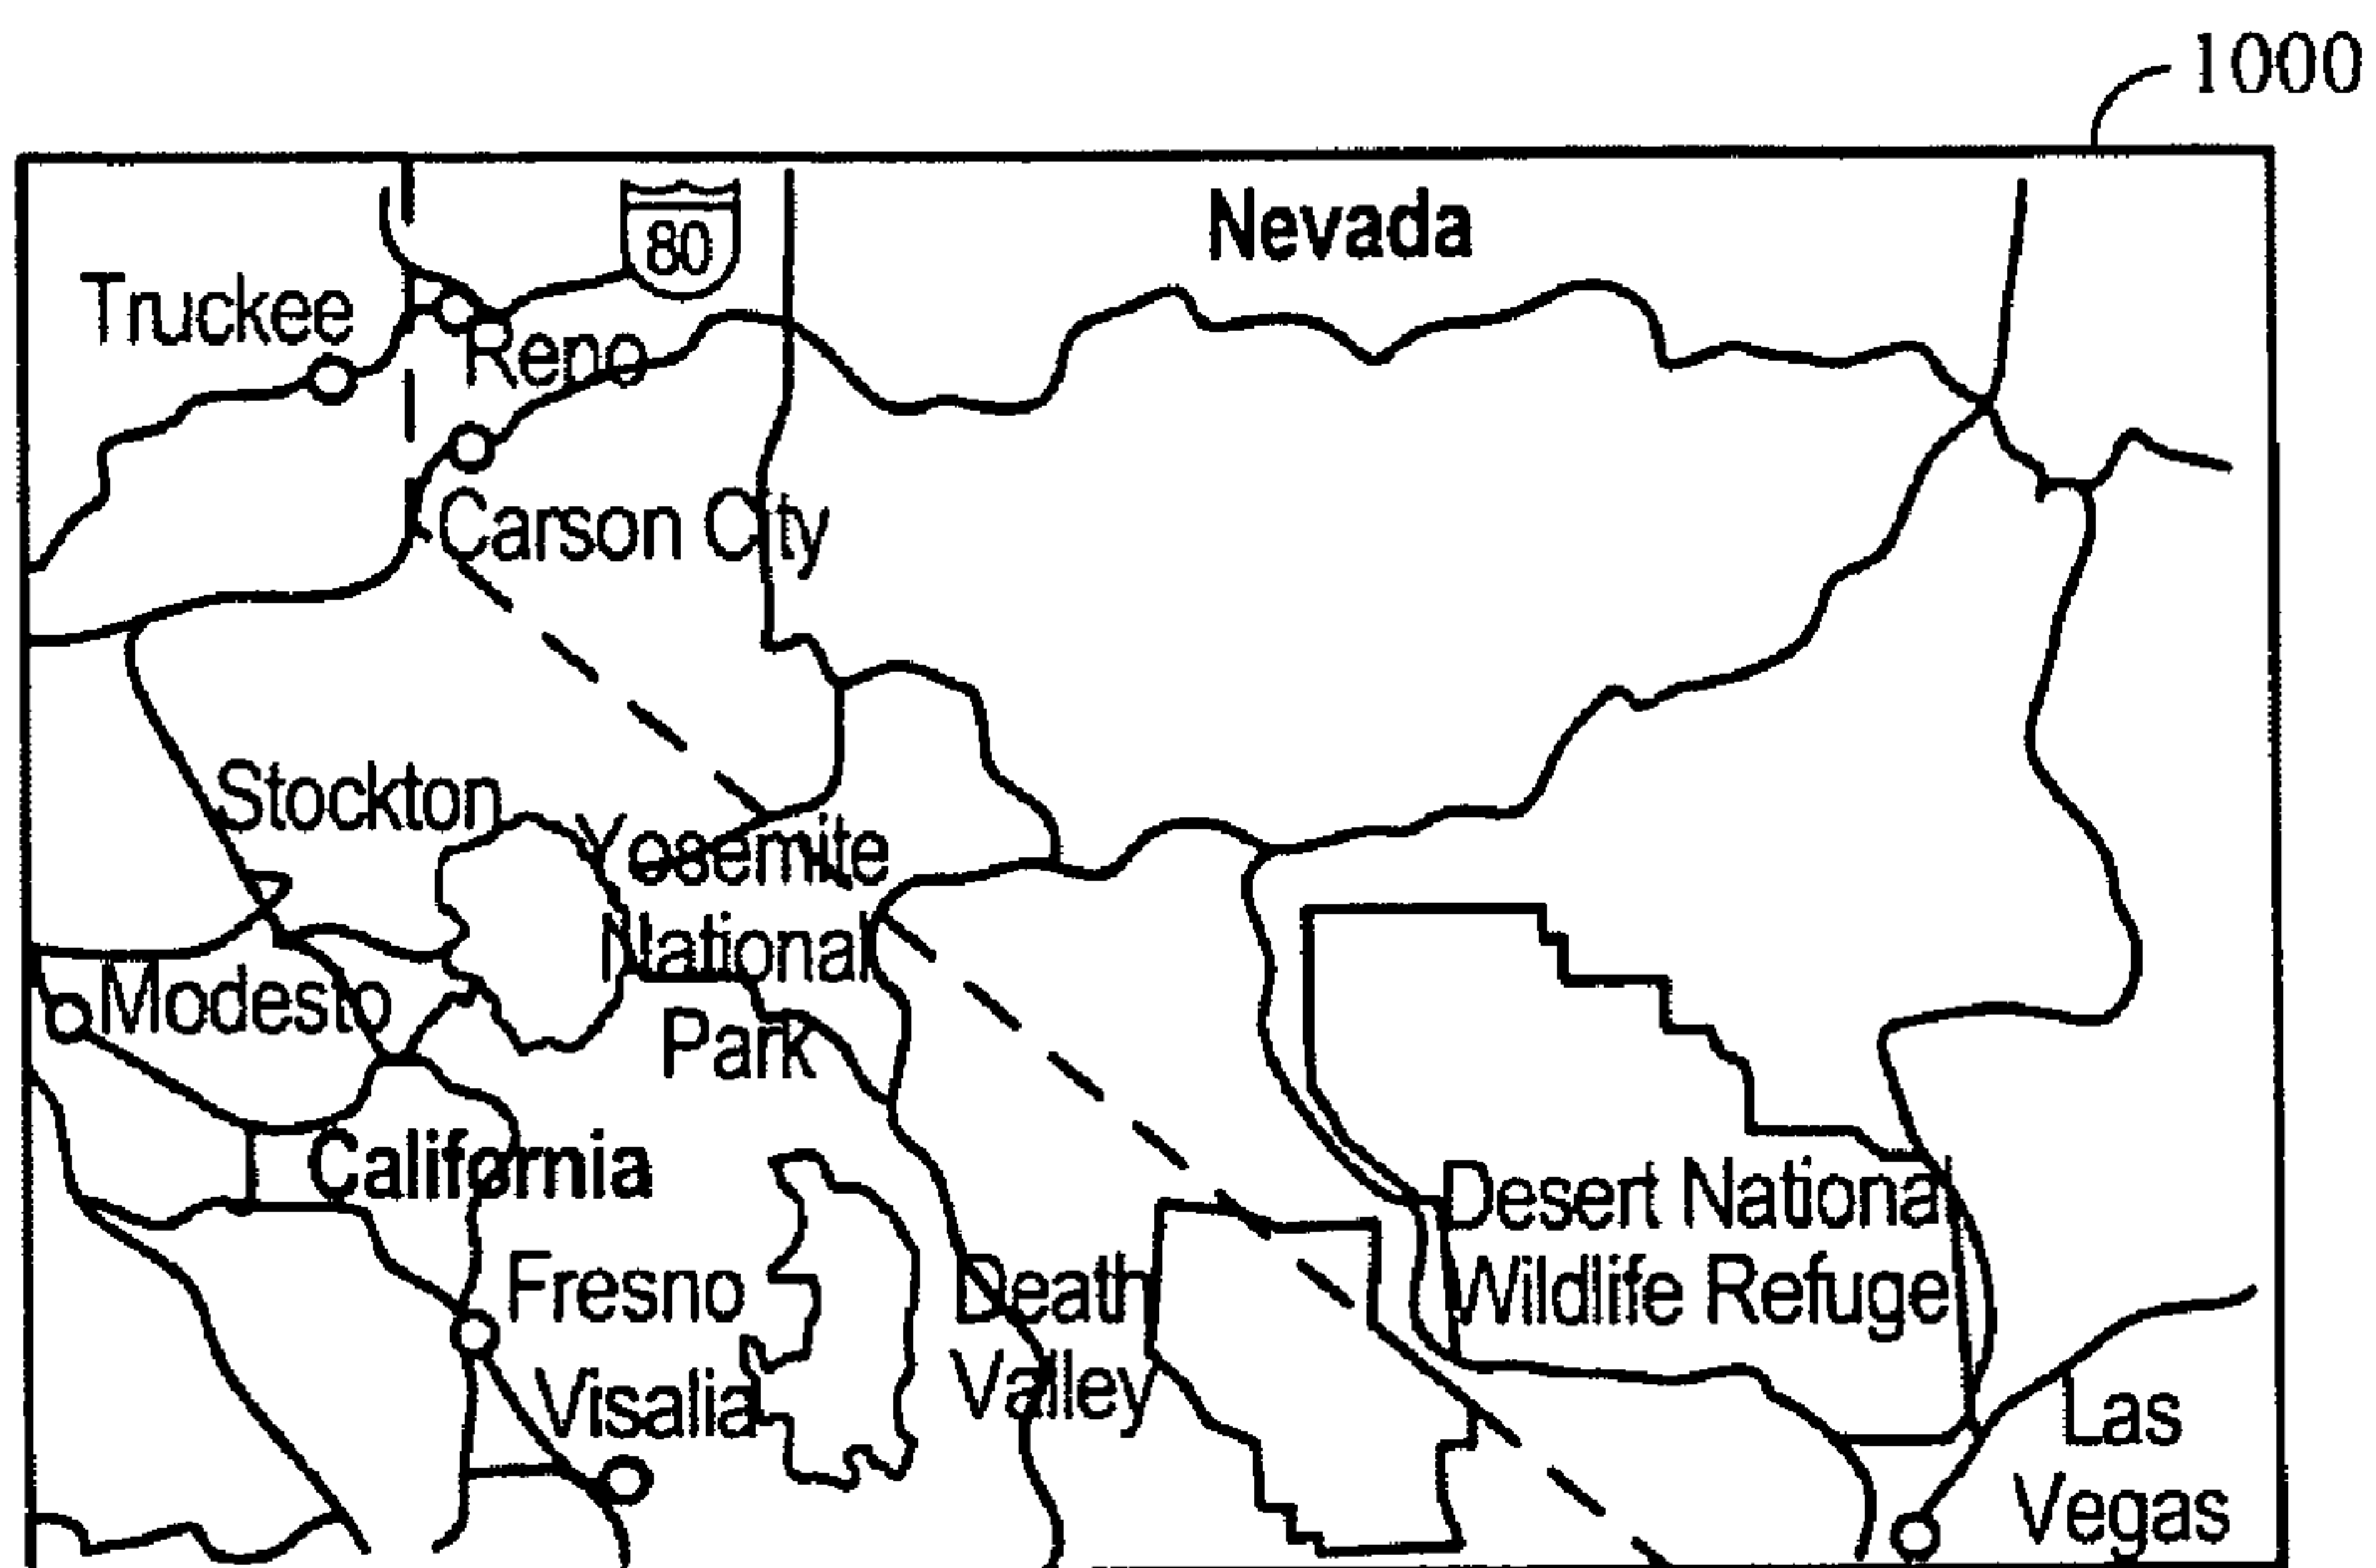 1000
Nevada
80
Truckee
Reno
Carson City
Stockton
Yosemite
National
Park
Modesto
California
Desert National
Wildlife Refuge
Fresno
Death
Valley
Visalia
Las
Vegas